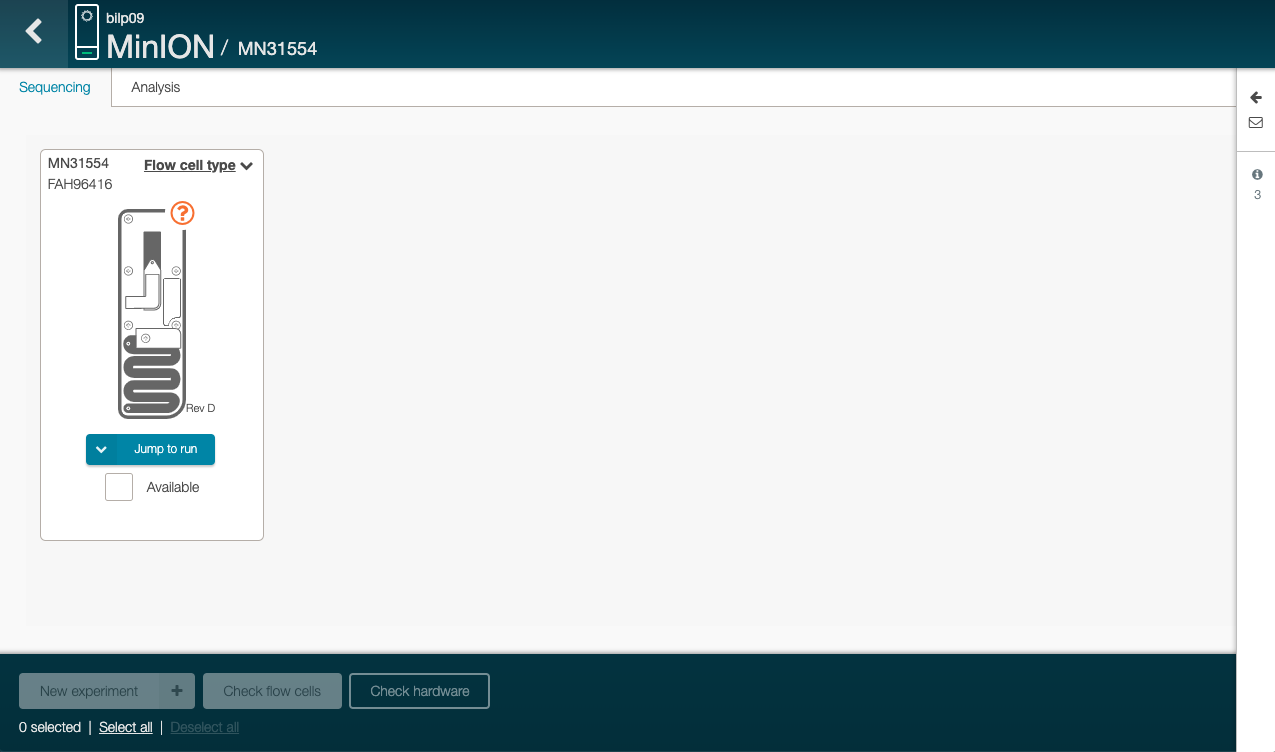 bilp09
MinION / MN31554
Sequencing
Analysis
MN31554
Flow cell type
FAH96416
?
Rev D
Jump to run
Available
3
New experiment +
Check flow cells
Check hardware
0 selected | Select all | Deselect all